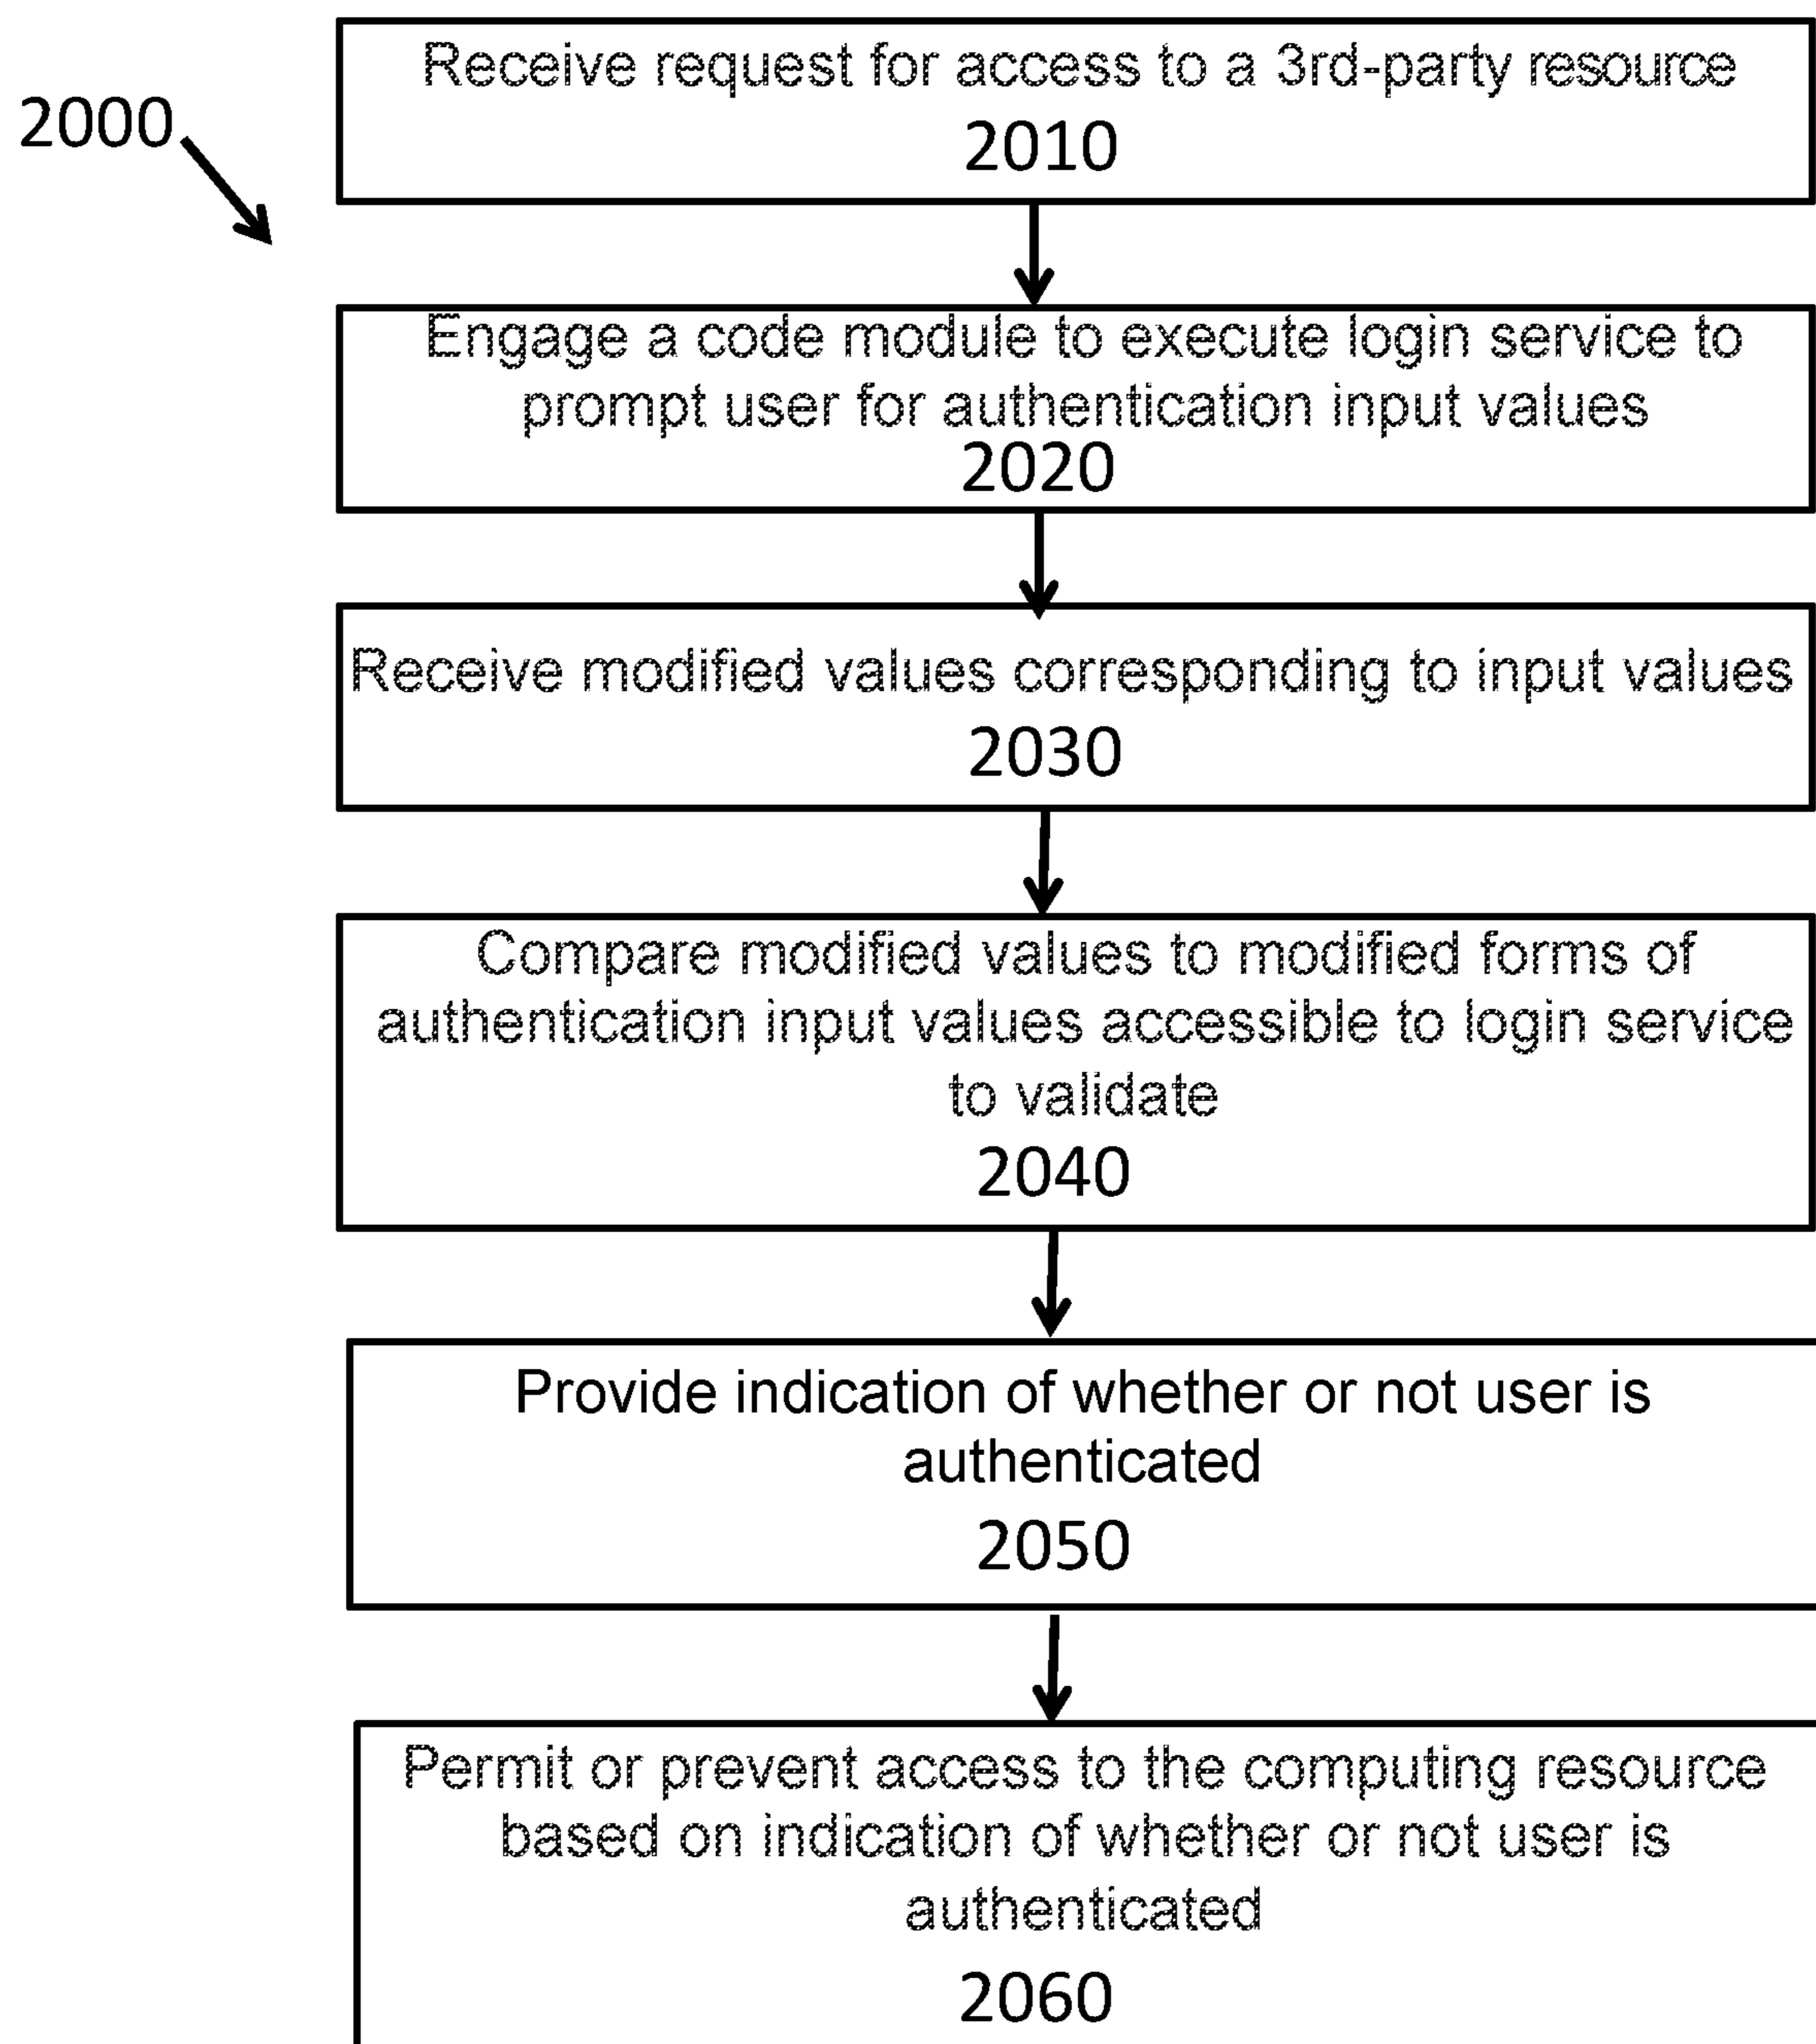 Receive request for access to a 3rd-party resource
2000
2010
Engage a code module to execute login service to
prompt user for authentication input values
2020
Receive modified values corresponding to input values
2030
Compare modified values to modified forms of
authentication input values accessible to login service
to validate
2040
Provide indication of whether or not user is
authenticated
2050
Permit or prevent access to the computing resource
based on indication of whether or not user is
authenticated
2060